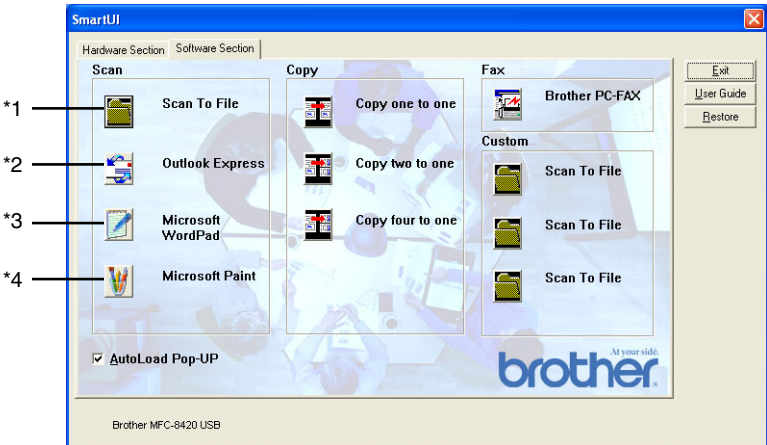 SmartUI
Hardware Section
Software Section
Scan
*1
Scan To File
*2
Outlook Express
*3
Microsoft
WordPad
*4
Microsoft Paint
Copy
Copy one to one
Copy two to one
Copy four to one
Fax
Brother PC-FAX
Custom
Scan To File
Scan To File
Scan To File
Exit
User Guide
Restore
AutoLoad Pop-UP
At your side.
brother
Brother MFC-8420 USB